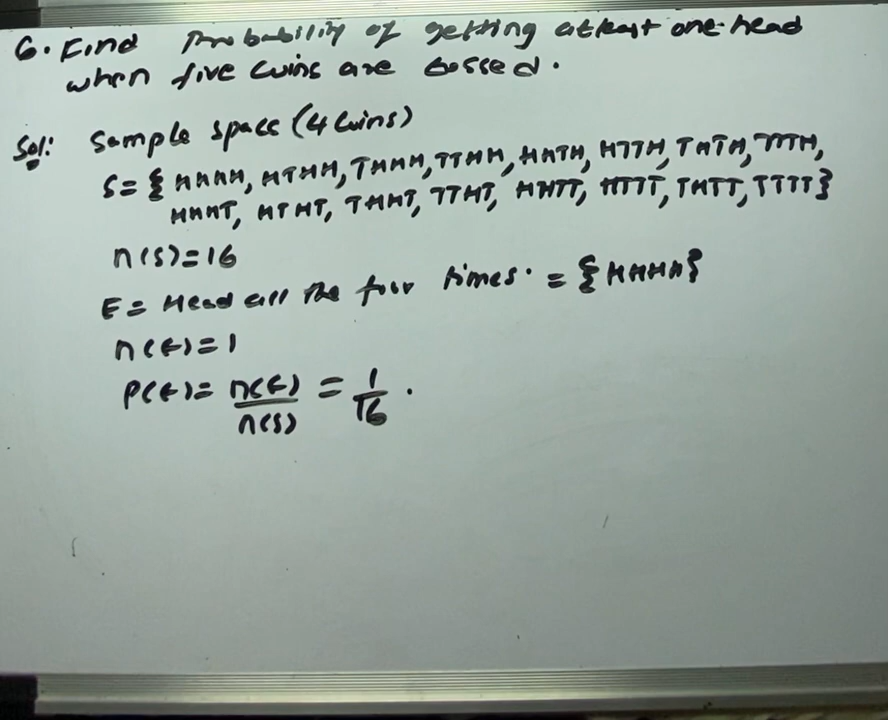 6. Find Probability of getting atleast one head
when five coins are tossed.
Sol: Sample space (4 coins)
S = { HHHH, HTHH, THHH, TTHH, HHTH, HTTH, THTH, TTTH,
HHHT, HTHT, THHT, TTHT, HHTT, HTTT, THTT, TTTT}
n(S)=16
E = Head all the four times. = {HHHH}
n(E)=1
P(E)= n(E)/n(S) = 1/16 .